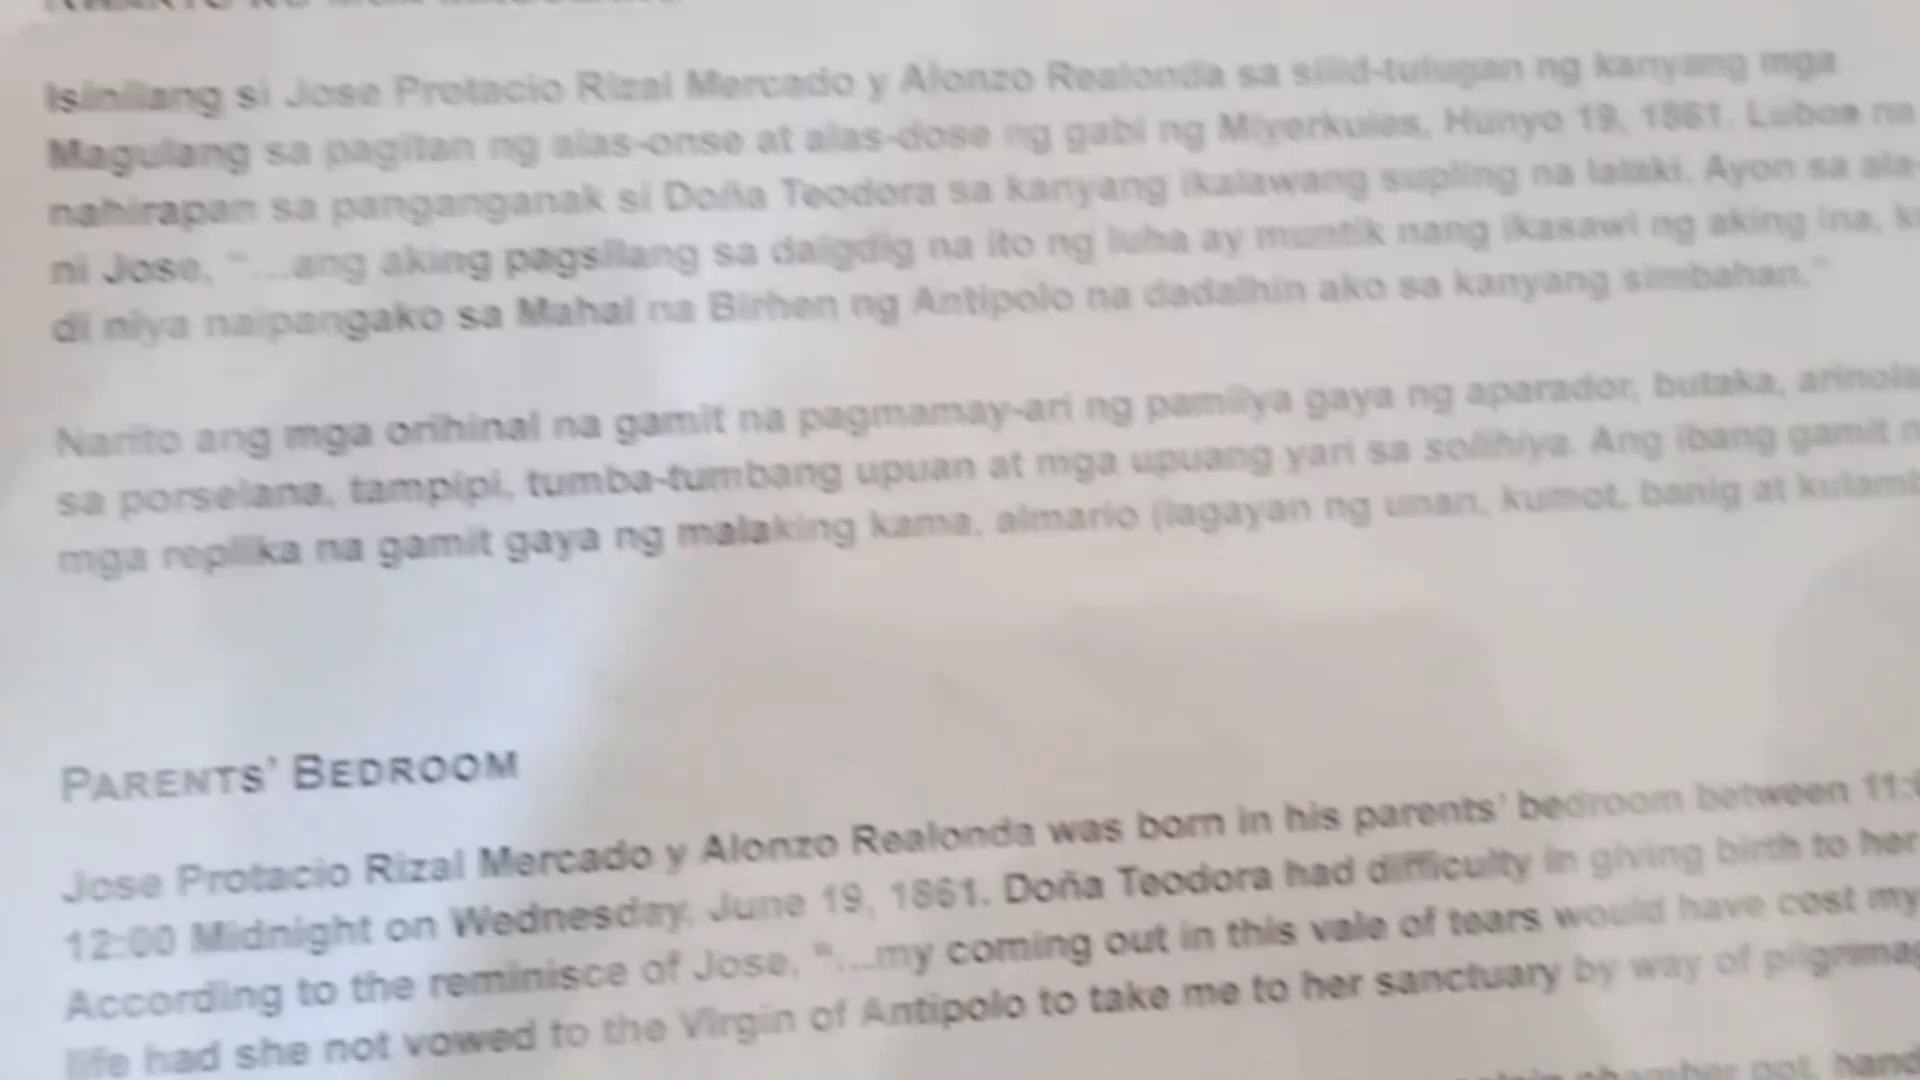 Isinilang si Jose Protacio Rizal Mercado y Alonzo Realonda sa silid-tulugan ng kanyang mga
Magulang sa pagitan ng alas-onse at alas-dose ng gabi ng Miyerkules, Hunyo 19, 1861. Lubos na
nahirapan sa panganganak si Doña Teodora sa kanyang ikalawang supling na lalaki. Ayon sa ala-
ni Jose, “...ang aking pagsilang sa daigdig na ito ng luha ay muntik nang ikasawi ng aking ina,
di niya naipangako sa Mahal na Birhen ng Antipolo na dadalhin ako sa kanyang simbahan.”
Narito ang mga orihinal na gamit na pagmamay-ari ng pamilya gaya ng aparador, butaka, arinola
sa porselana, tampipi, tumba-tumbang upuan at mga upuang yari sa solihiya. Ang ibang gamit
mga replika na gamit gaya ng malaking kama, almario (lagayan ng unan, kumot, banig at
PARENTS’ BEDROOM
Jose Protacio Rizal Mercado y Alonzo Realonda was born in his parents’ bedroom between
12:00 Midnight on Wednesday, June 19, 1861. Doña Teodora had difficulty in giving birth to her
According to the reminisce of Jose, “...my coming out in this vale of tears would have cost my
life had she not vowed to the Virgin of Antipolo to take me to her sanctuary by way of
chamber pot,